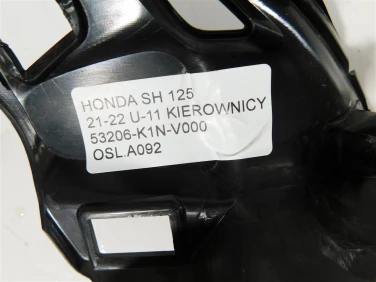 HONDA SH 125
21-22 U-11 KIEROWNICY
53206-K1N-V000
OSL.A092